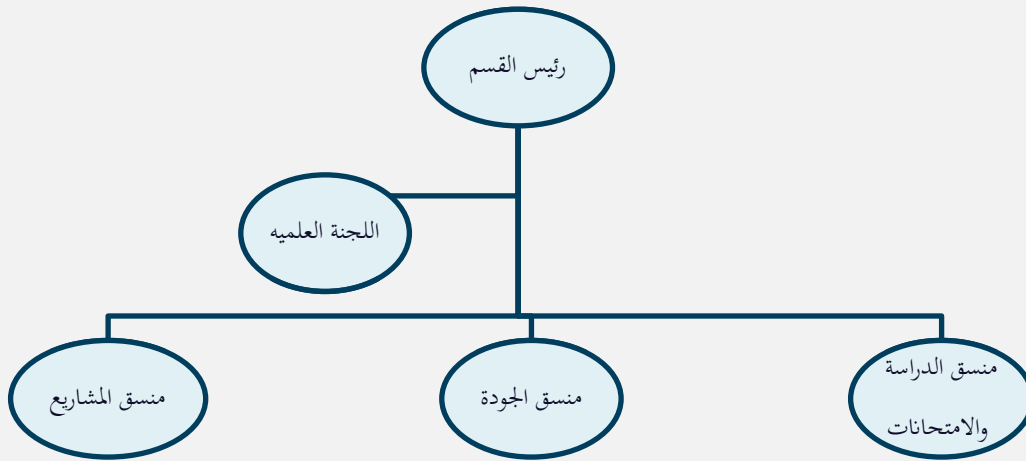 رئيس القسم
اللجنة العلميه
منسق الدراسة
والامتحانات
منسق الجودة
منسق المشاريع